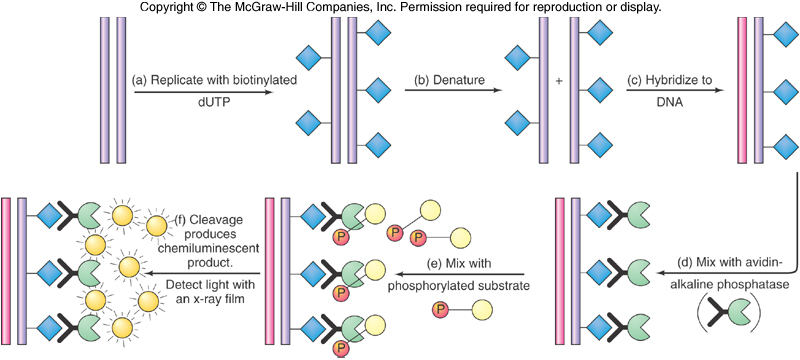 Copyright © The McGraw-Hill Companies, Inc. Permission required for reproduction or display.
(a) Replicate with biotinylated
dUTP
(b) Denature
+
(c) Hybridize to
DNA
(d) Mix with avidin-
alkaline phosphatase
(e) Mix with
phosphorylated substrate
P
P
P
P
P
P
(f) Cleavage
produces
chemiluminescent
product.
Detect light with
an x-ray film